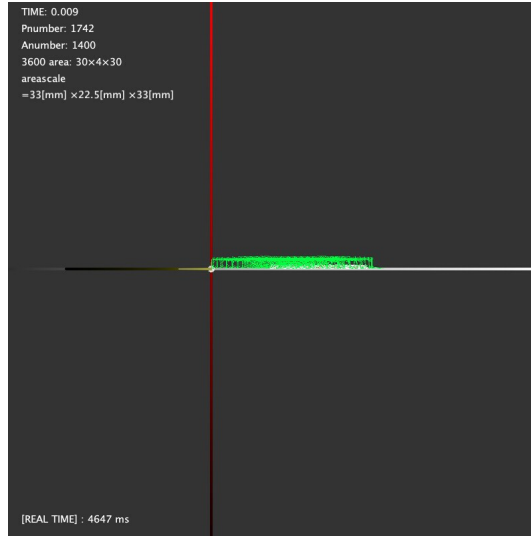 TIME: 0.009
Pnumber: 1742
Anumber: 1400
3600 area: 30×4×30
areascale
=33[mm] ×22.5[mm] ×33[mm]
[REAL TIME] : 4647 ms